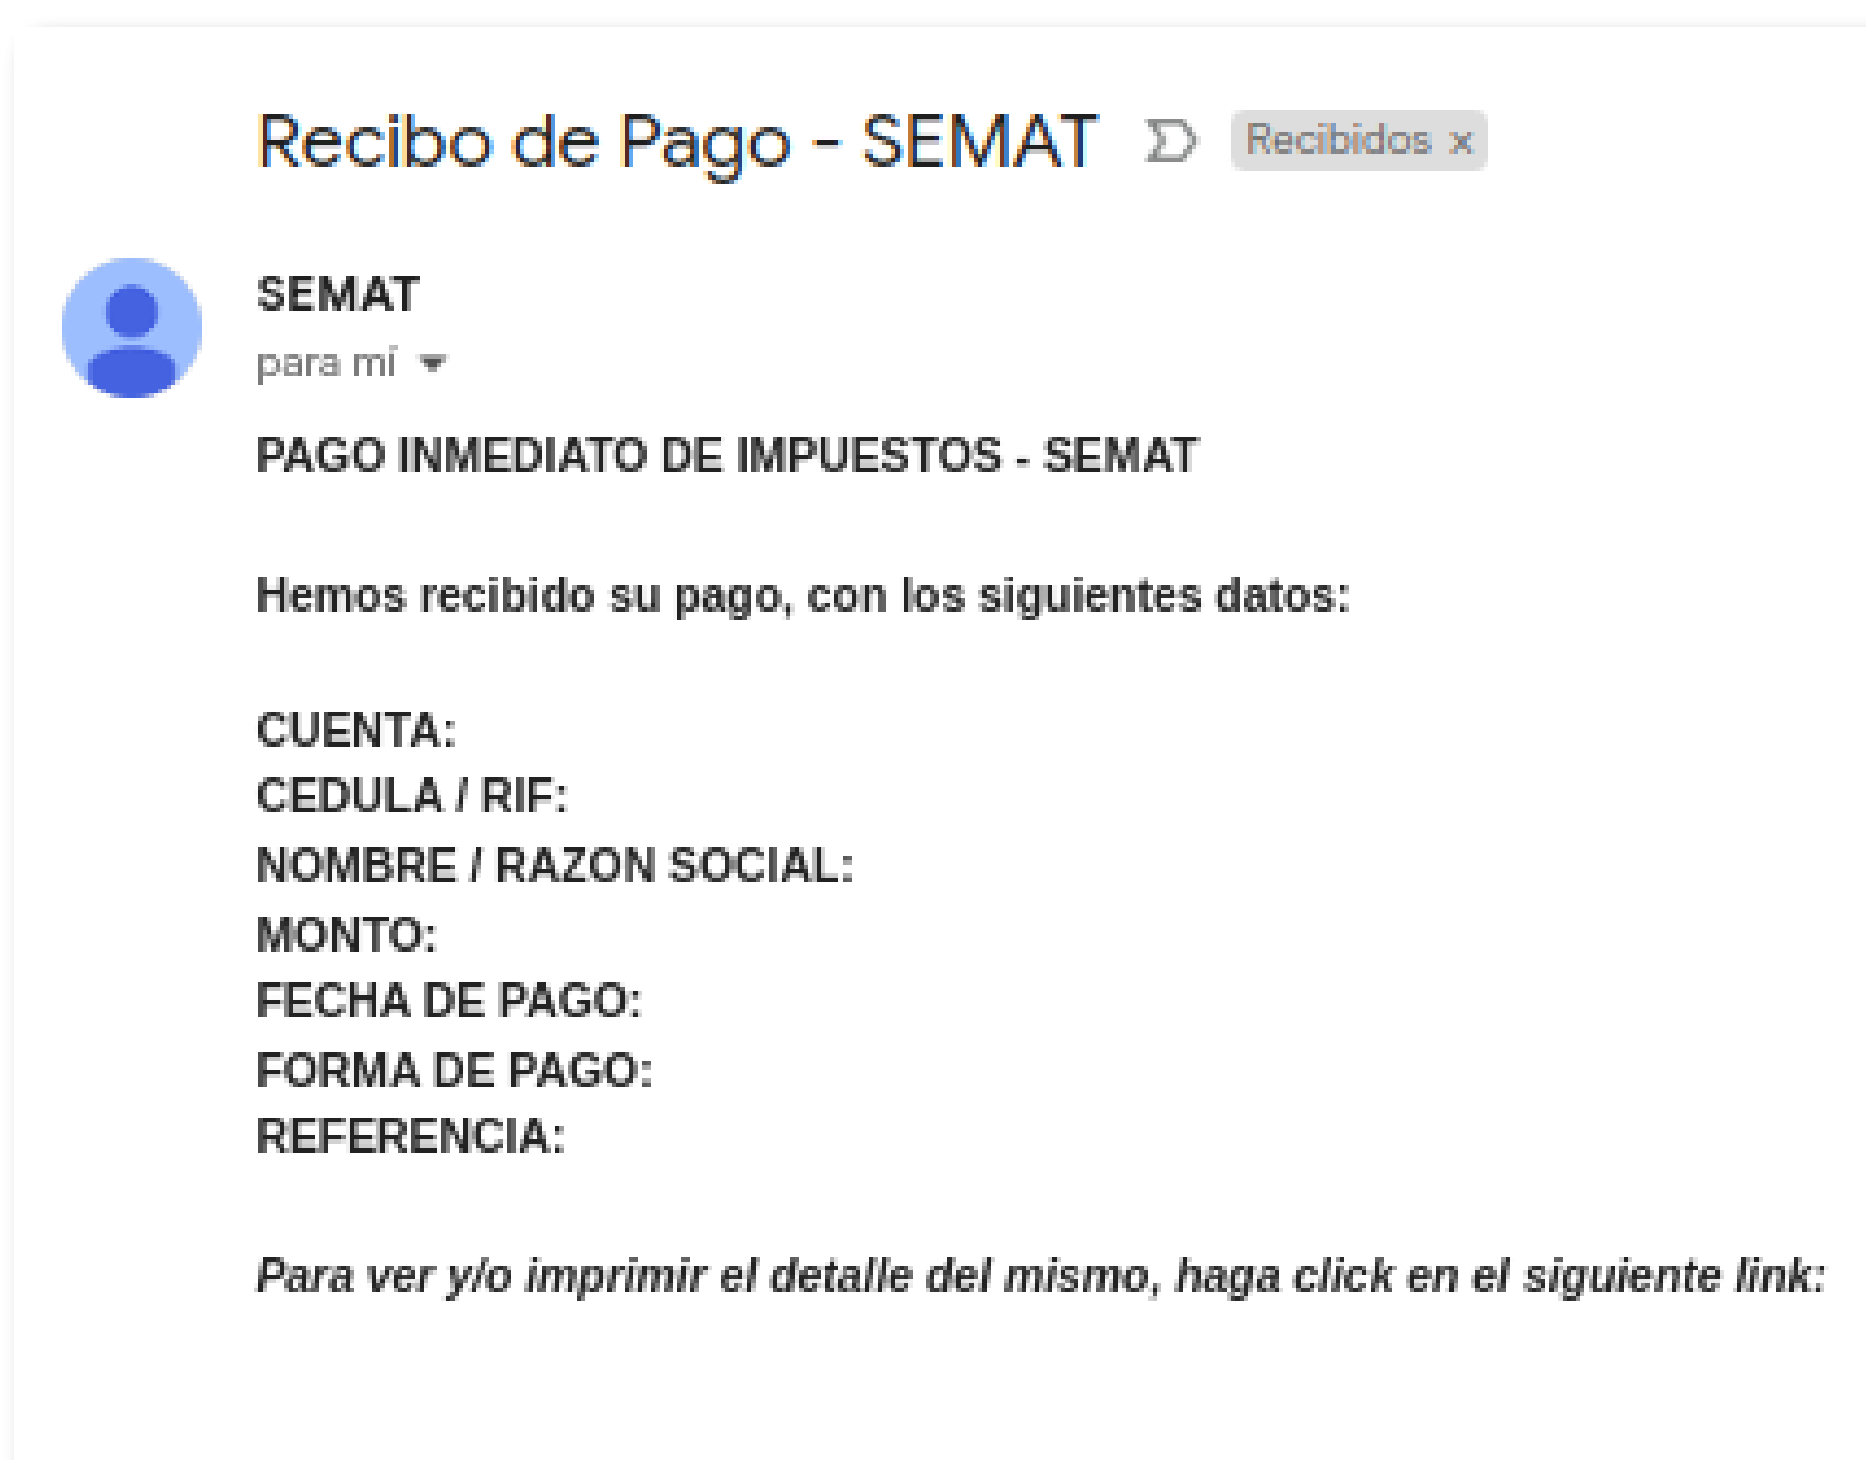 Recibo de Pago - SEMAT Recibidos x
SEMAT
para mí
PAGO INMEDIATO DE IMPUESTOS - SEMAT
Hemos recibido su pago, con los siguientes datos:
CUENTA:
CEDULA / RIF:
NOMBRE / RAZON SOCIAL:
MONTO:
FECHA DE PAGO:
FORMA DE PAGO:
REFERENCIA:
Para ver y/o imprimir el detalle del mismo, haga click en el siguiente link: